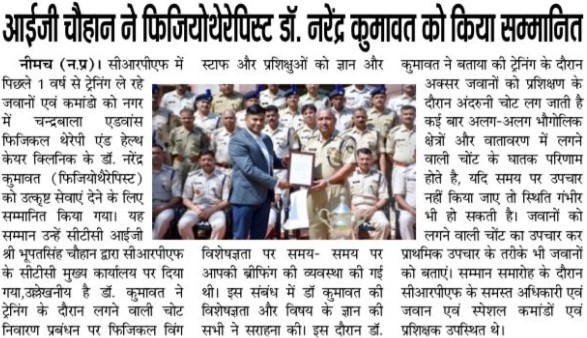 आईजी चौहान ने फिजियोथेरेपिस्ट डॉ. नरेंद्र कुमावत को किया सम्मानित
नीमच (न.प्र)। सीआरपीएफ में
पिछले 1 वर्ष से ट्रेनिंग ले रहे
जवानों एवं कमांडो को नगर
में चन्द्रबाला एडवांस
फिजिकल थेरेपी एंड हेल्थ
केयर क्लिनिक के डॉ. नरेंद्र
कुमावत (फिजियोथैरेपिस्ट)
को उत्कृष्ट सेवाएं देने के लिए
सम्मानित किया गया। यह
सम्मान उन्हें सीटीसी आईजी
श्री भूपतसिंह चौहान द्वारा सीआरपीएफ
के सीटीसी मुख्य कार्यालय पर दिया
गया,उल्लेखनीय है डॉ. कुमावत ने
ट्रेनिंग के दौरान लगने वाली चोट
निवारण प्रबंधन पर फिजिकल विंग
स्टाफ और प्रशिक्षुओं को ज्ञान और
विशेषज्ञता पर समय- समय पर
आपकी ब्रीफिंग की व्यवस्था की गई
थी। इस संबंध में डॉ कुमावत की
विशेषज्ञता और विषय के ज्ञान की
सभी ने सराहना की। इस दौरान डॉ.
कुमावत ने बताया की ट्रेनिंग के दौरान
अक्सर जवानों को प्रशिक्षण के
दौरान अंदरुनी चोट लग जाती है
कई बार अलग-अलग भौगोलिक
क्षेत्रों और वातावरण में लगने
वाली चोंट के घातक परिणाम
होते है, यदि समय पर उपचार
नहीं किया जाए तो स्थिति गंभीर
भी हो सकती है। जवानों को
लगने वाली चोंट का उपचार कर
प्राथमिक उपचार के तरीके भी जवानों
को बताएं। सम्मान समारोह के दौरान
सीआरपीएफ के समस्त अधिकारी एवं
जवान एवं स्पेशल कमांडों एवं
प्रशिक्षक उपस्थित थे।